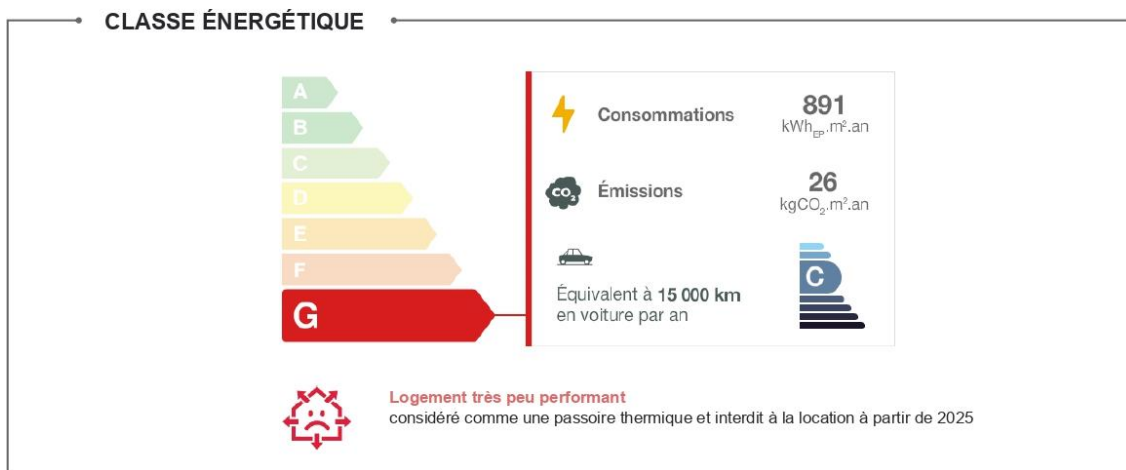 CLASSE ÉNERGÉTIQUE
A
B
C
D
E
F
G
Consommations
891
kWhEP.m².an
CO2
Émissions
26
kgCO2.m².an
Équivalent à 15 000 km
en voiture par an
C
Logement très peu performant
considéré comme une passoire thermique et interdit à la location à partir de 2025